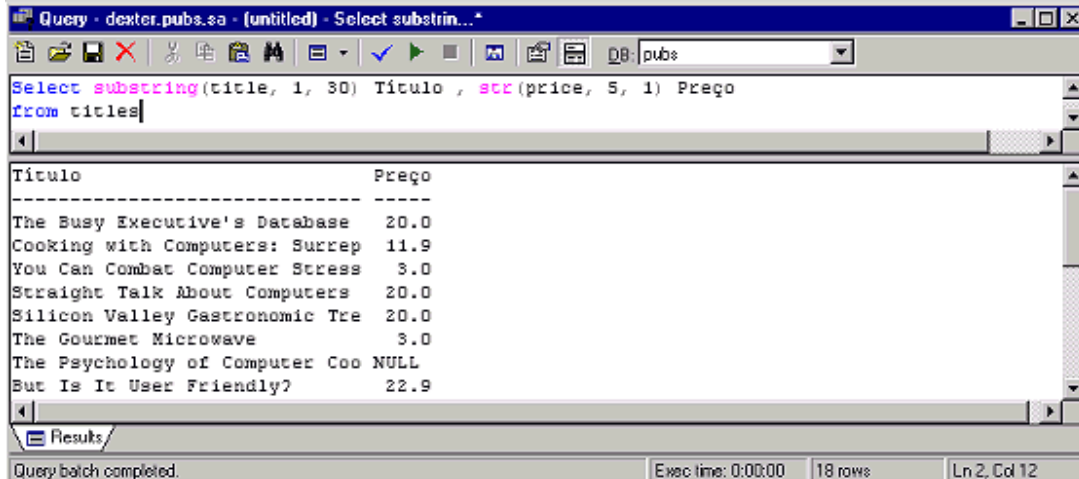 Query - dexter.pubs.sa - (untitled) - Select substrin...*
DB: pubs
Select substring(title, 1, 30) Título , str(price, 5, 1) Preço
from titles
Título Preço
------------------------------ -----
The Busy Executive's Database 20.0
Cooking with Computers: Surrep 11.9
You Can Combat Computer Stress 3.0
Straight Talk About Computers 20.0
Silicon Valley Gastronomic Tre 20.0
The Gourmet Microwave 3.0
The Psychology of Computer Coo NULL
But Is It User Friendly? 22.9
Results
Query batch completed. Exec time: 0:00:00 18 rows Ln 2, Col 12